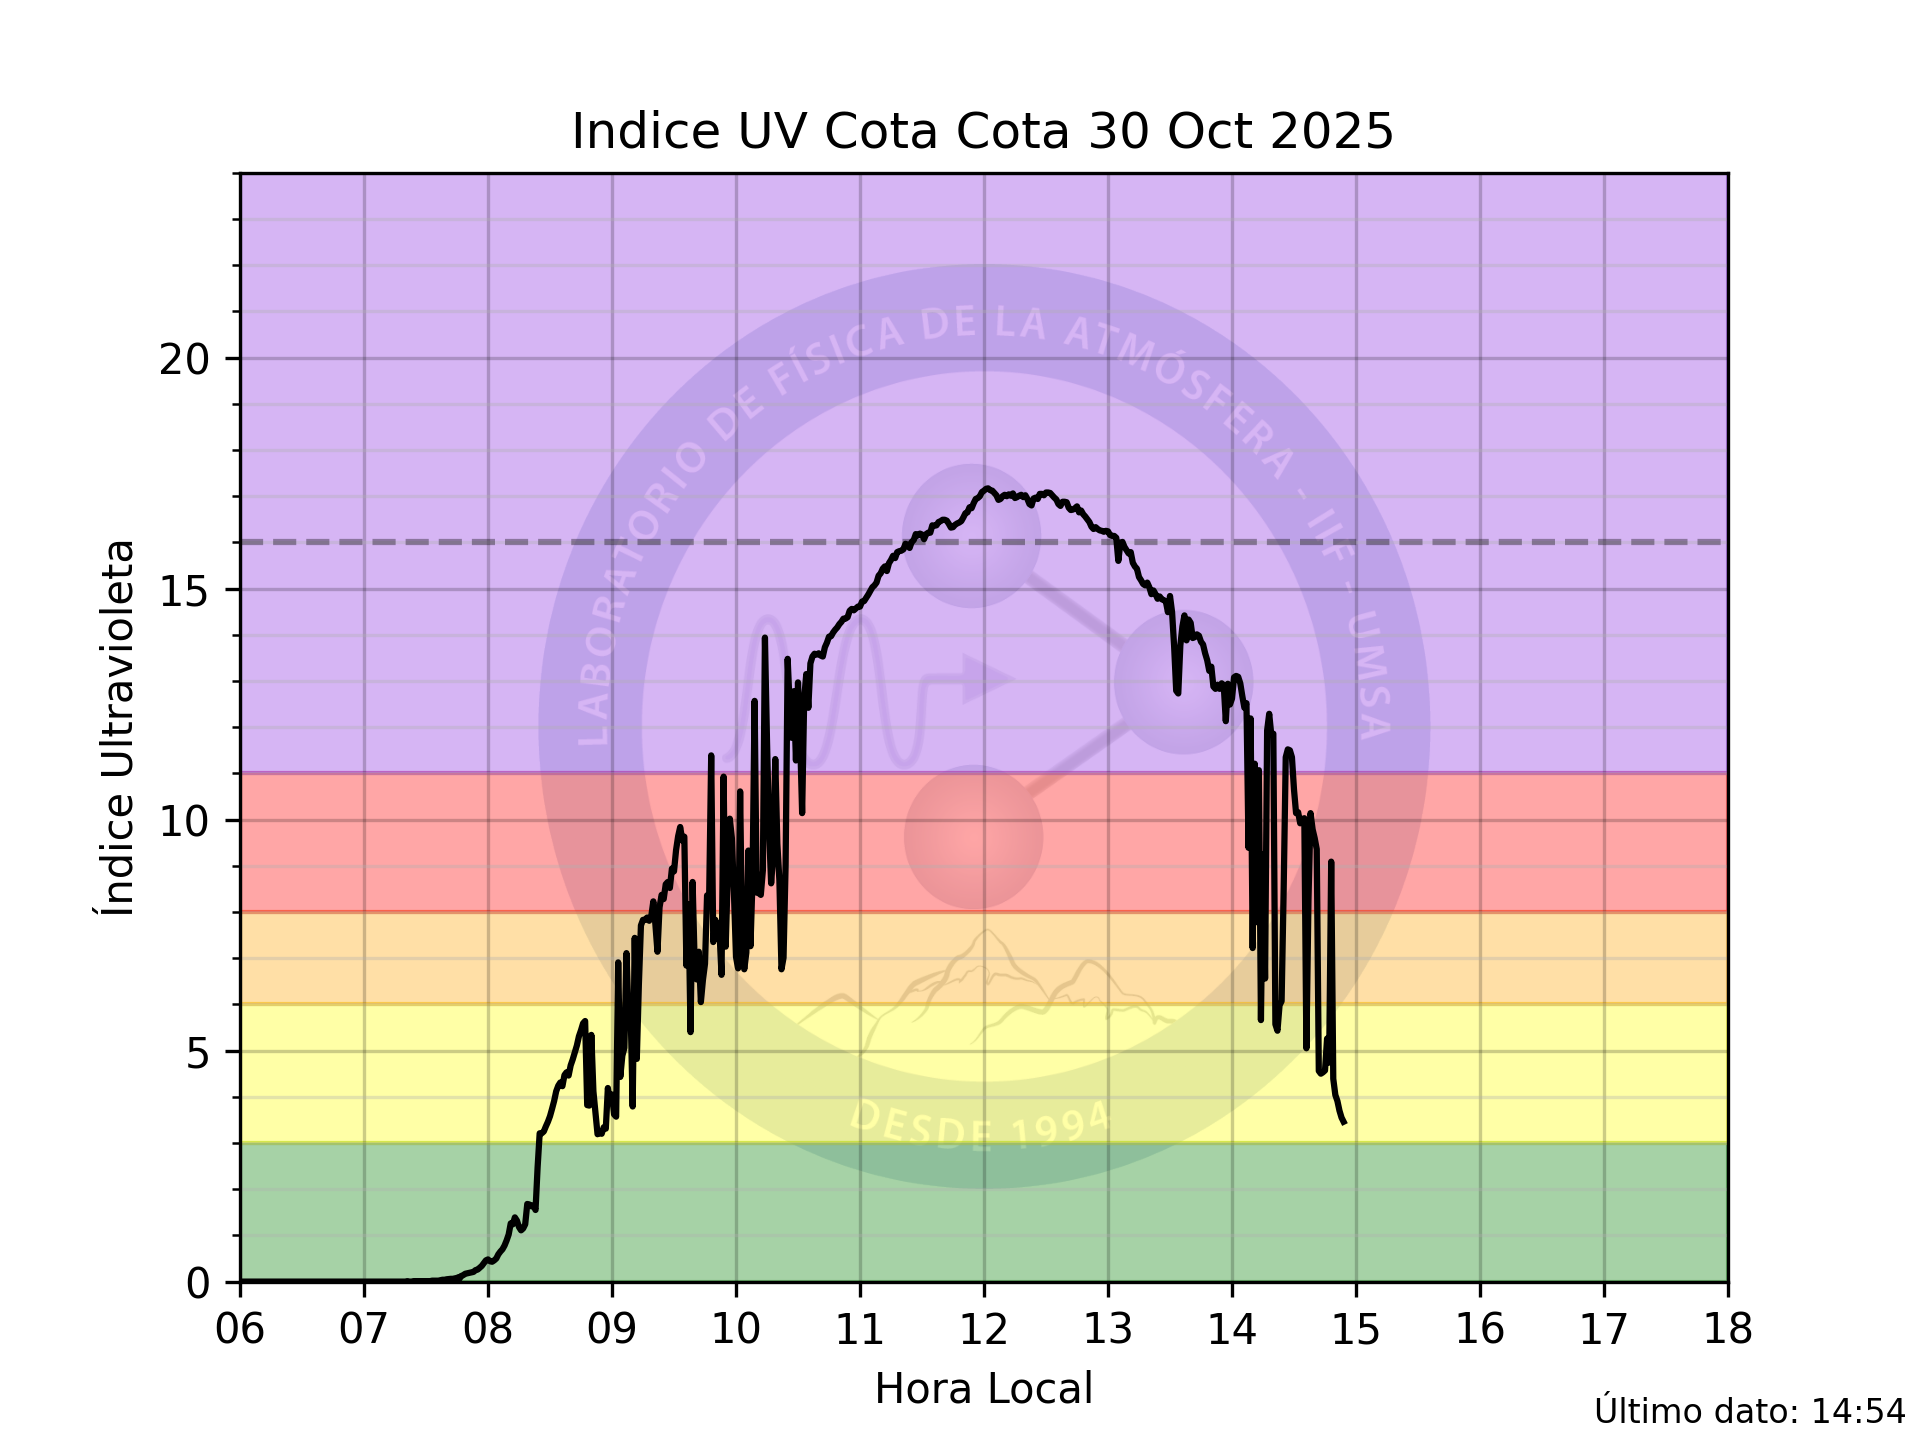 Indice UV Cota Cota 30 Oct 2025
Índice Ultravioleta
20
15
10
5
0
LABORATORIO DE FÍSICA DE LA ATMÓSFERA - IIF - UMSA
DESDE 1994
06 07 08 09 10 11 12 13 14 15 16 17 18
Hora Local
Último dato: 14:54